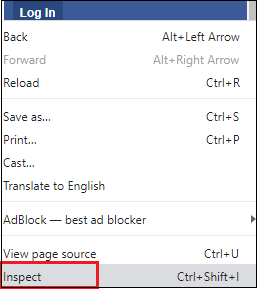 Log In
Back Alt+Left Arrow
Forward Alt+Right Arrow
Reload Ctrl+R
Save as... Ctrl+S
Print... Ctrl+P
Cast...
Translate to English
AdBlock — best ad blocker
View page source Ctrl+U
Inspect Ctrl+Shift+I